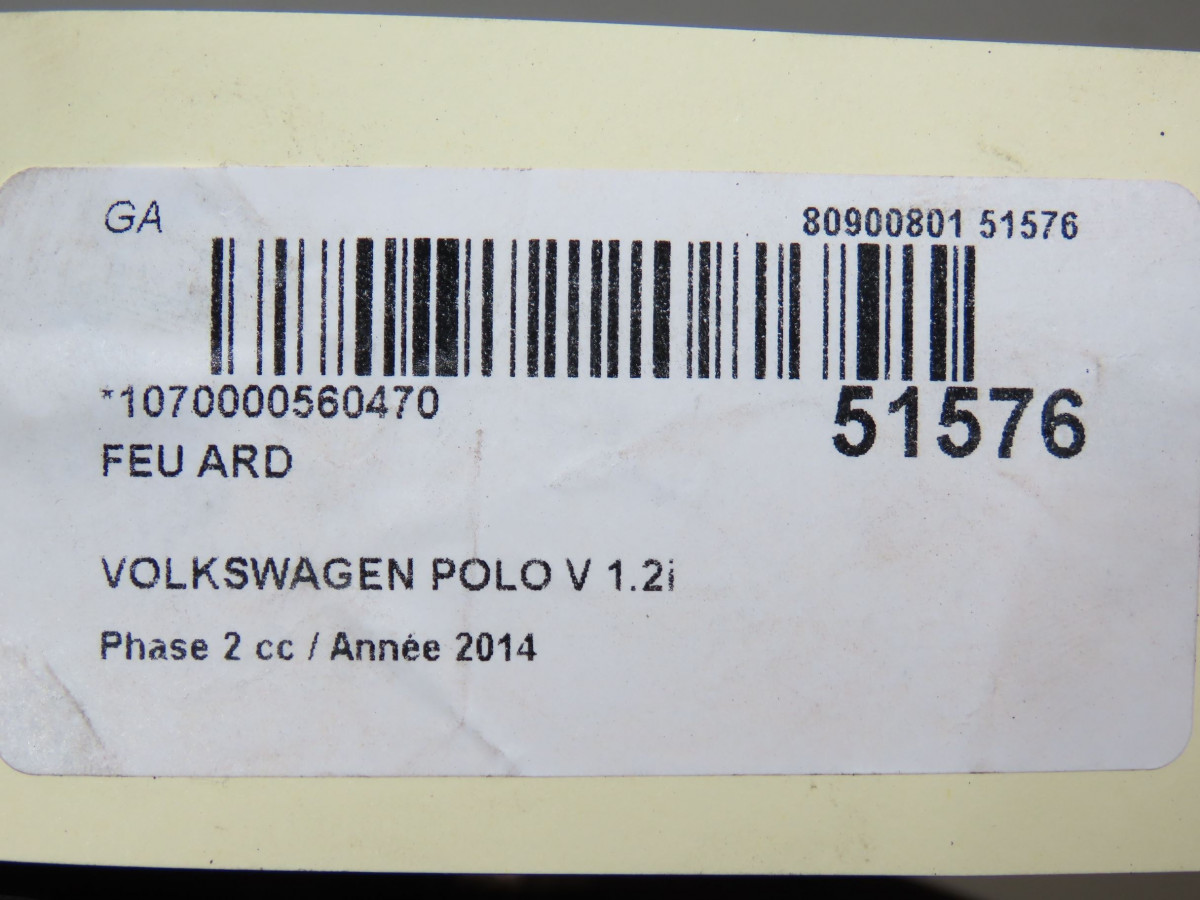 GA
80900801 51576
*1070000560470
51576
FEU ARD
VOLKSWAGEN POLO V 1.2i
Phase 2 cc / Année 2014